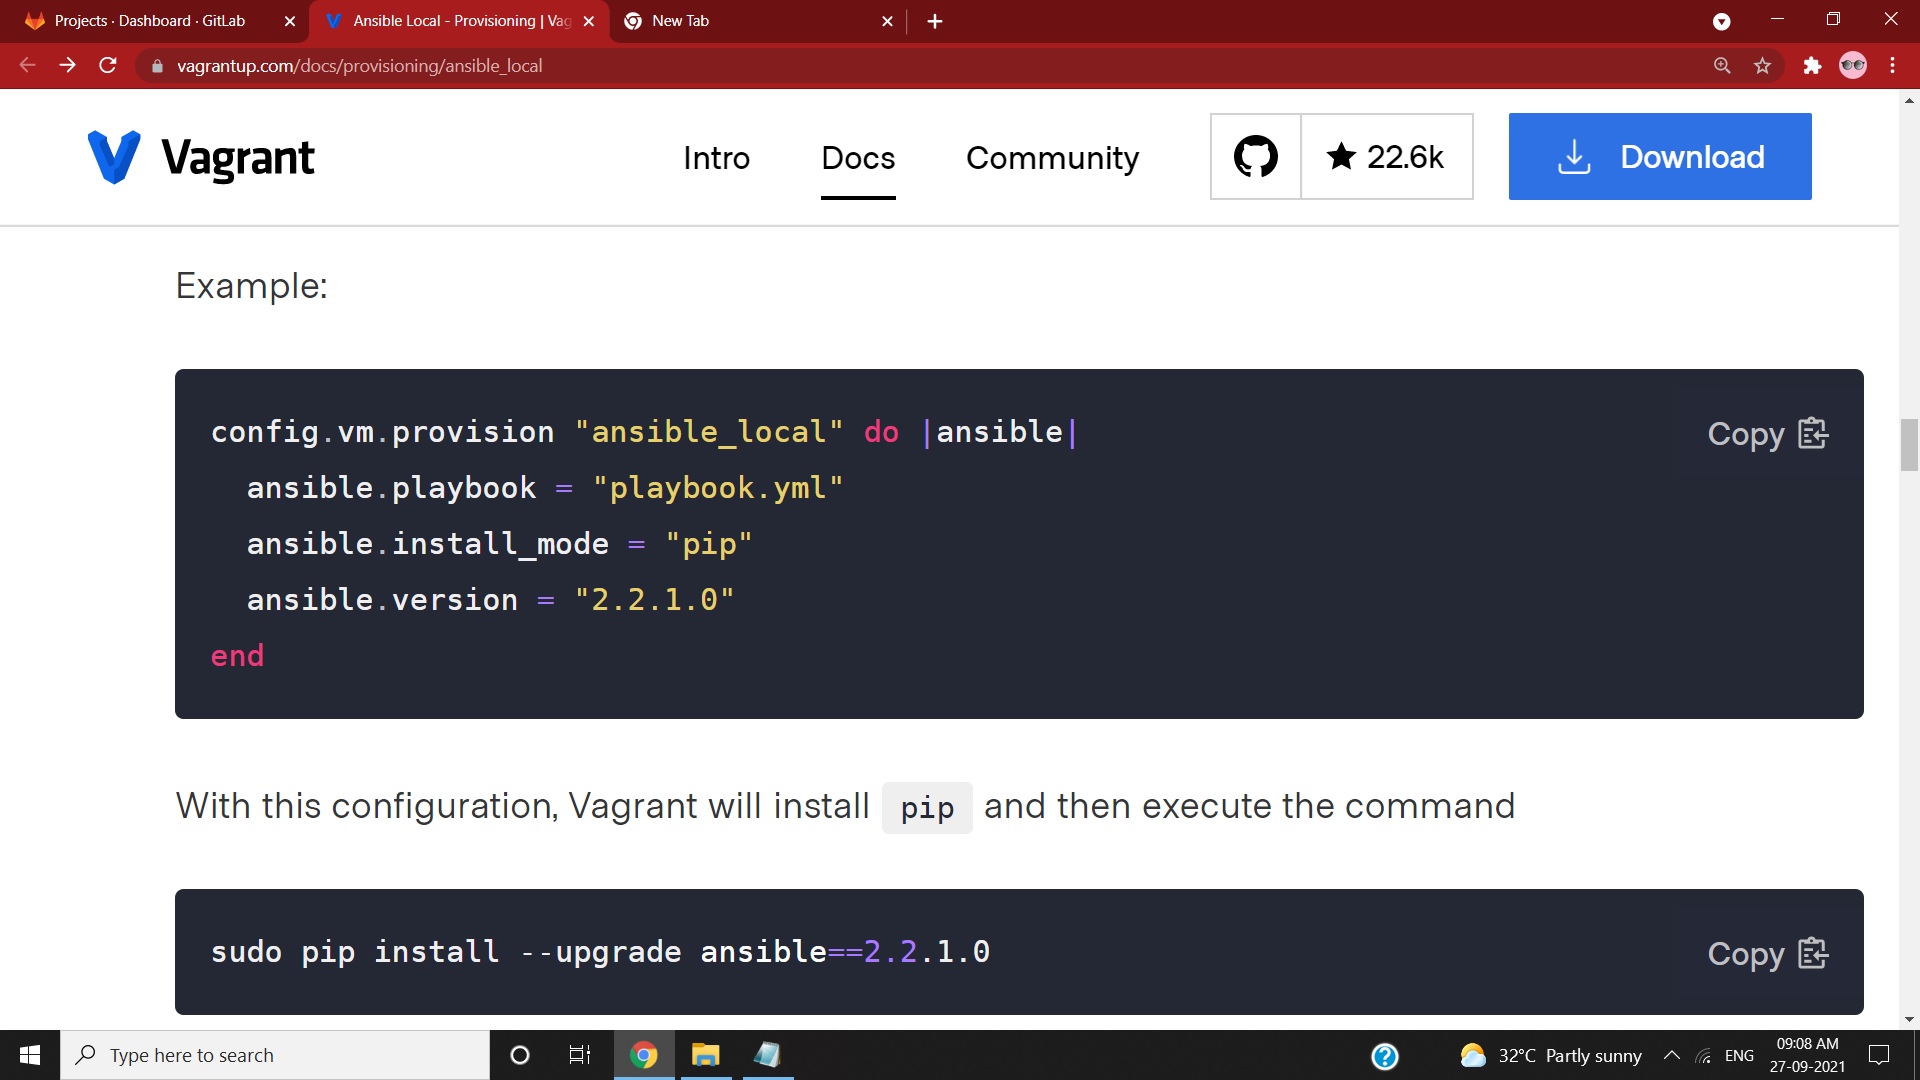 Projects · Dashboard · GitLab
Ansible Local - Provisioning | Vag
New Tab
vagrantup.com/docs/provisioning/ansible_local
Vagrant
Intro
Docs
Community
22.6k
Download
Example:
config.vm.provision "ansible_local" do |ansible|
Copy
ansible.playbook = "playbook.yml"
ansible.install_mode = "pip"
ansible.version = "2.2.1.0"
end
With this configuration, Vagrant will install pip and then execute the command
sudo pip install --upgrade ansible==2.2.1.0
Copy
Type here to search
32°C Partly sunny
ENG
09:08 AM
27-09-2021